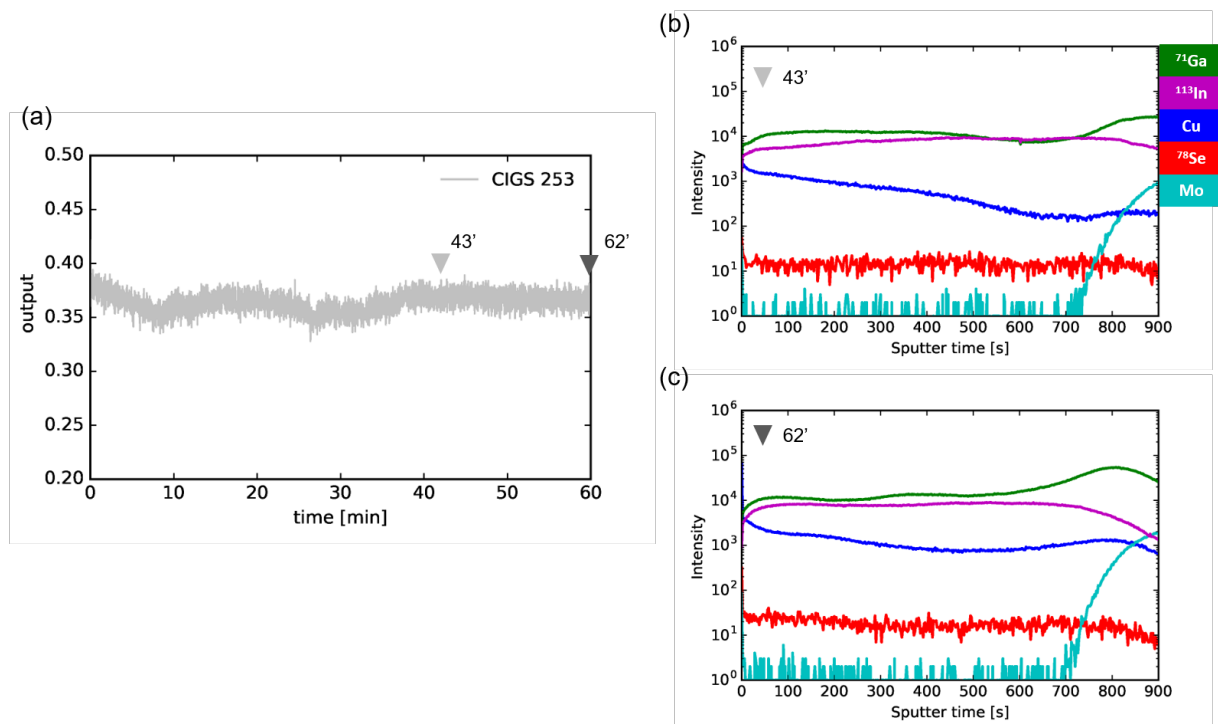 (a)
0.50
0.45
0.40
0.35
0.30
0.25
0.20
output
CIGS 253
43’
62’
0 10 20 30 40 50 60
time [min]
(b)
10⁶
10⁵
10⁴
10³
10²
10¹
10⁰
Intensity
43’
0 100 200 300 400 500 600 700 800 900
Sputter time [s]
⁷¹Ga
¹¹³In
Cu
⁷⁸Se
Mo
(c)
10⁶
10⁵
10⁴
10³
10²
10¹
10⁰
Intensity
62’
0 100 200 300 400 500 600 700 800 900
Sputter time [s]